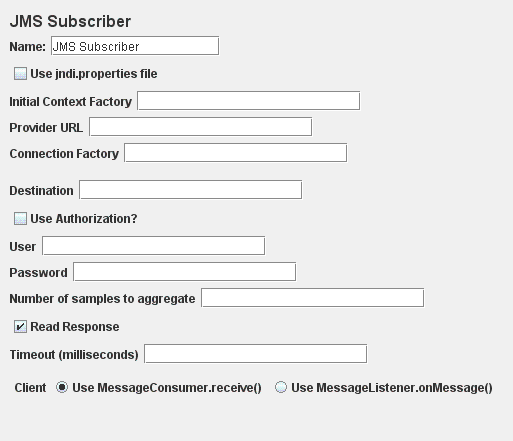 JMS Subscriber
Name: JMS Subscriber
Use jndi.properties file
Initial Context Factory
Provider URL
Connection Factory
Destination
Use Authorization?
User
Password
Number of samples to aggregate
Read Response
Timeout (milliseconds)
Client Use MessageConsumer.receive() Use MessageListener.onMessage()